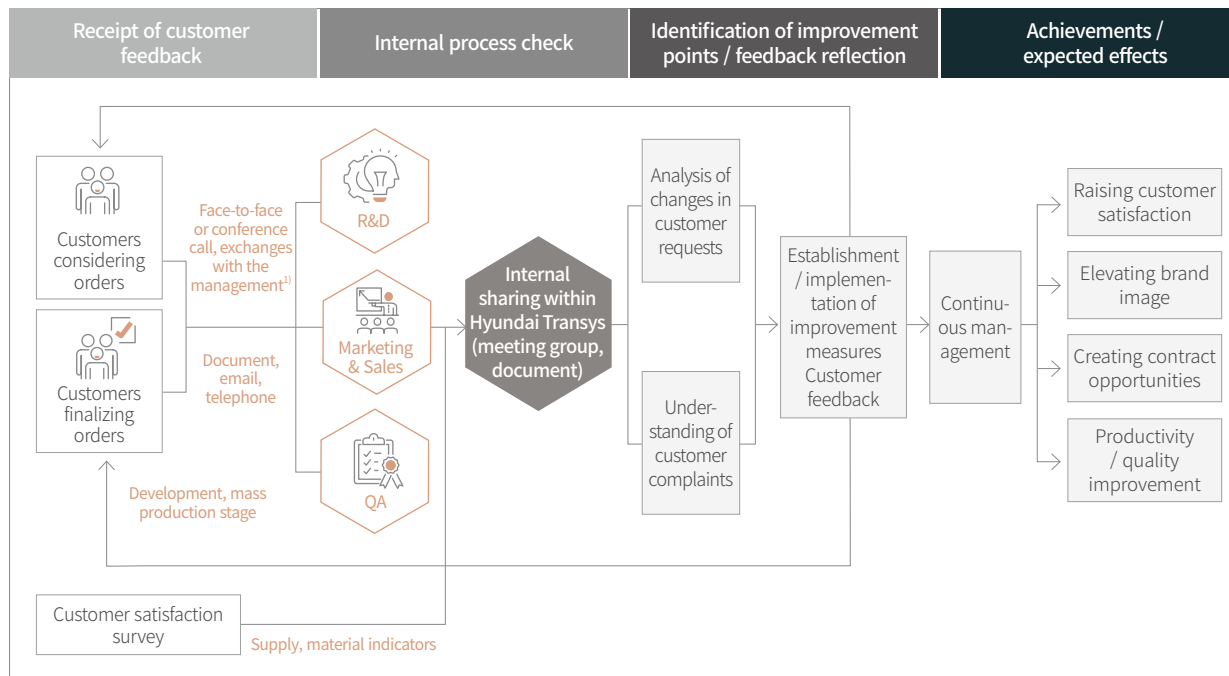 Receipt of customer
feedback
Internal process check
Identification of improvement
points / feedback reflection
Achievements /
expected effects
Customers
considering
orders
Customers
finalizing
orders
Face-to-face
or conference
call, exchanges
with the
management¹⁾
Document,
email,
telephone
Development, mass
production stage
Customer satisfaction
survey
Supply, material indicators
R&D
Marketing
& Sales
QA
Internal
sharing within
Hyundai Transys
(meeting group,
document)
Analysis of
changes in
customer
requests
Under-
standing of
customer
complaints
Establishment
/ implemen-
tation of
improvement
measures
Customer
feedback
Continu-
ous man-
agement
Raising customer
satisfaction
Elevating brand
image
Creating contract
opportunities
Productivity
/ quality
improvement